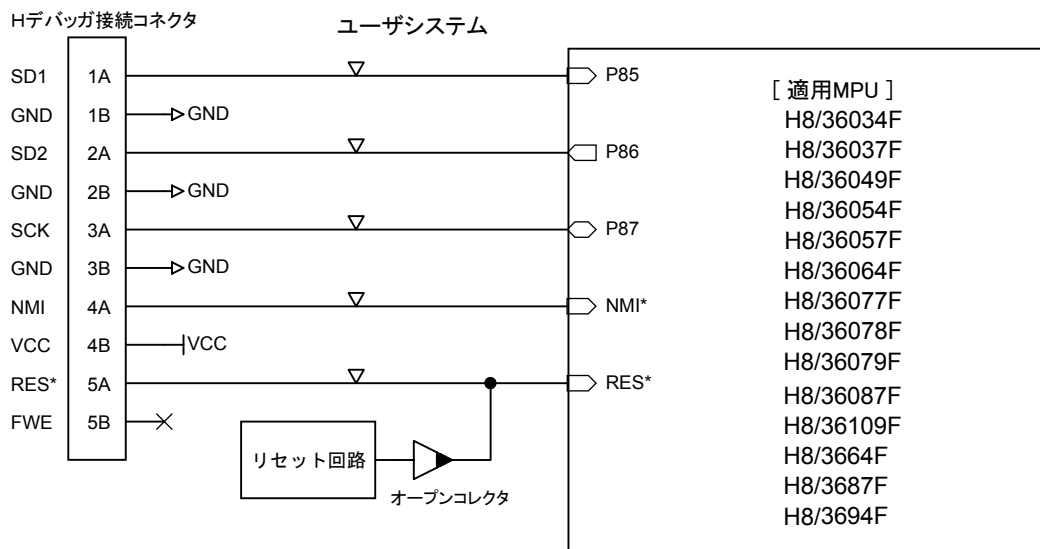 Hデバッガ接続コネクタ
ユーザシステム
SD1 1A P85
GND 1B GND
SD2 2A P86
GND 2B GND
SCK 3A P87
GND 3B GND
NMI 4A NMI*
VCC 4B VCC
RES* 5A RES*
FWE 5B
リセット回路
オープンコレクタ
[ 適用MPU ]
H8/36034F
H8/36037F
H8/36049F
H8/36054F
H8/36057F
H8/36064F
H8/36077F
H8/36078F
H8/36079F
H8/36087F
H8/36109F
H8/3664F
H8/3687F
H8/3694F